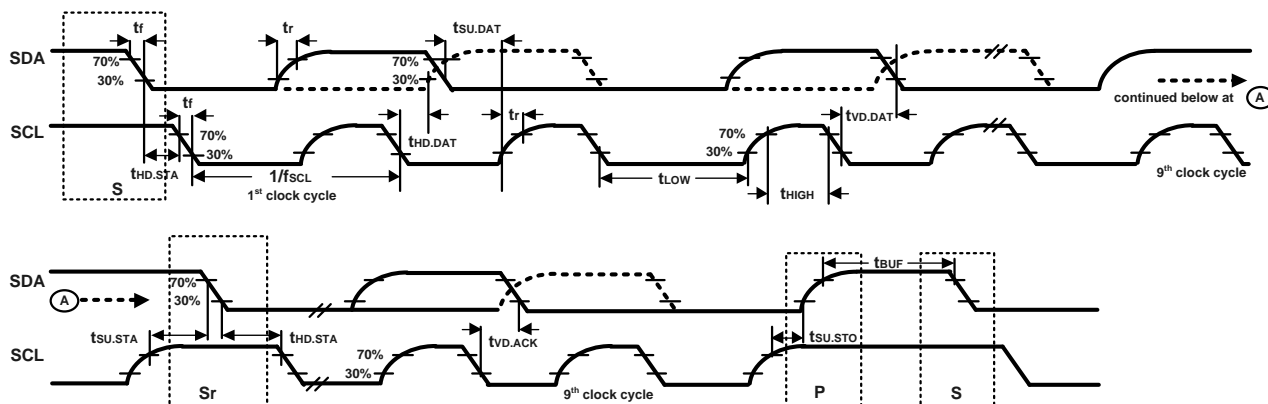 tf
tr
tSU.DAT
SDA
70%
30%
70%
30%
continued below at A
tf
tHD.DAT
tr
tVD.DAT
SCL
70%
30%
70%
30%
tHD.STA
S
1/fSCL
1st clock cycle
tLOW
tHIGH
9th clock cycle
SDA
70%
30%
A
tBUF
tSU.STA
tHD.STA
tVD.ACK
tSU.STO
SCL
70%
30%
Sr
9th clock cycle
P
S